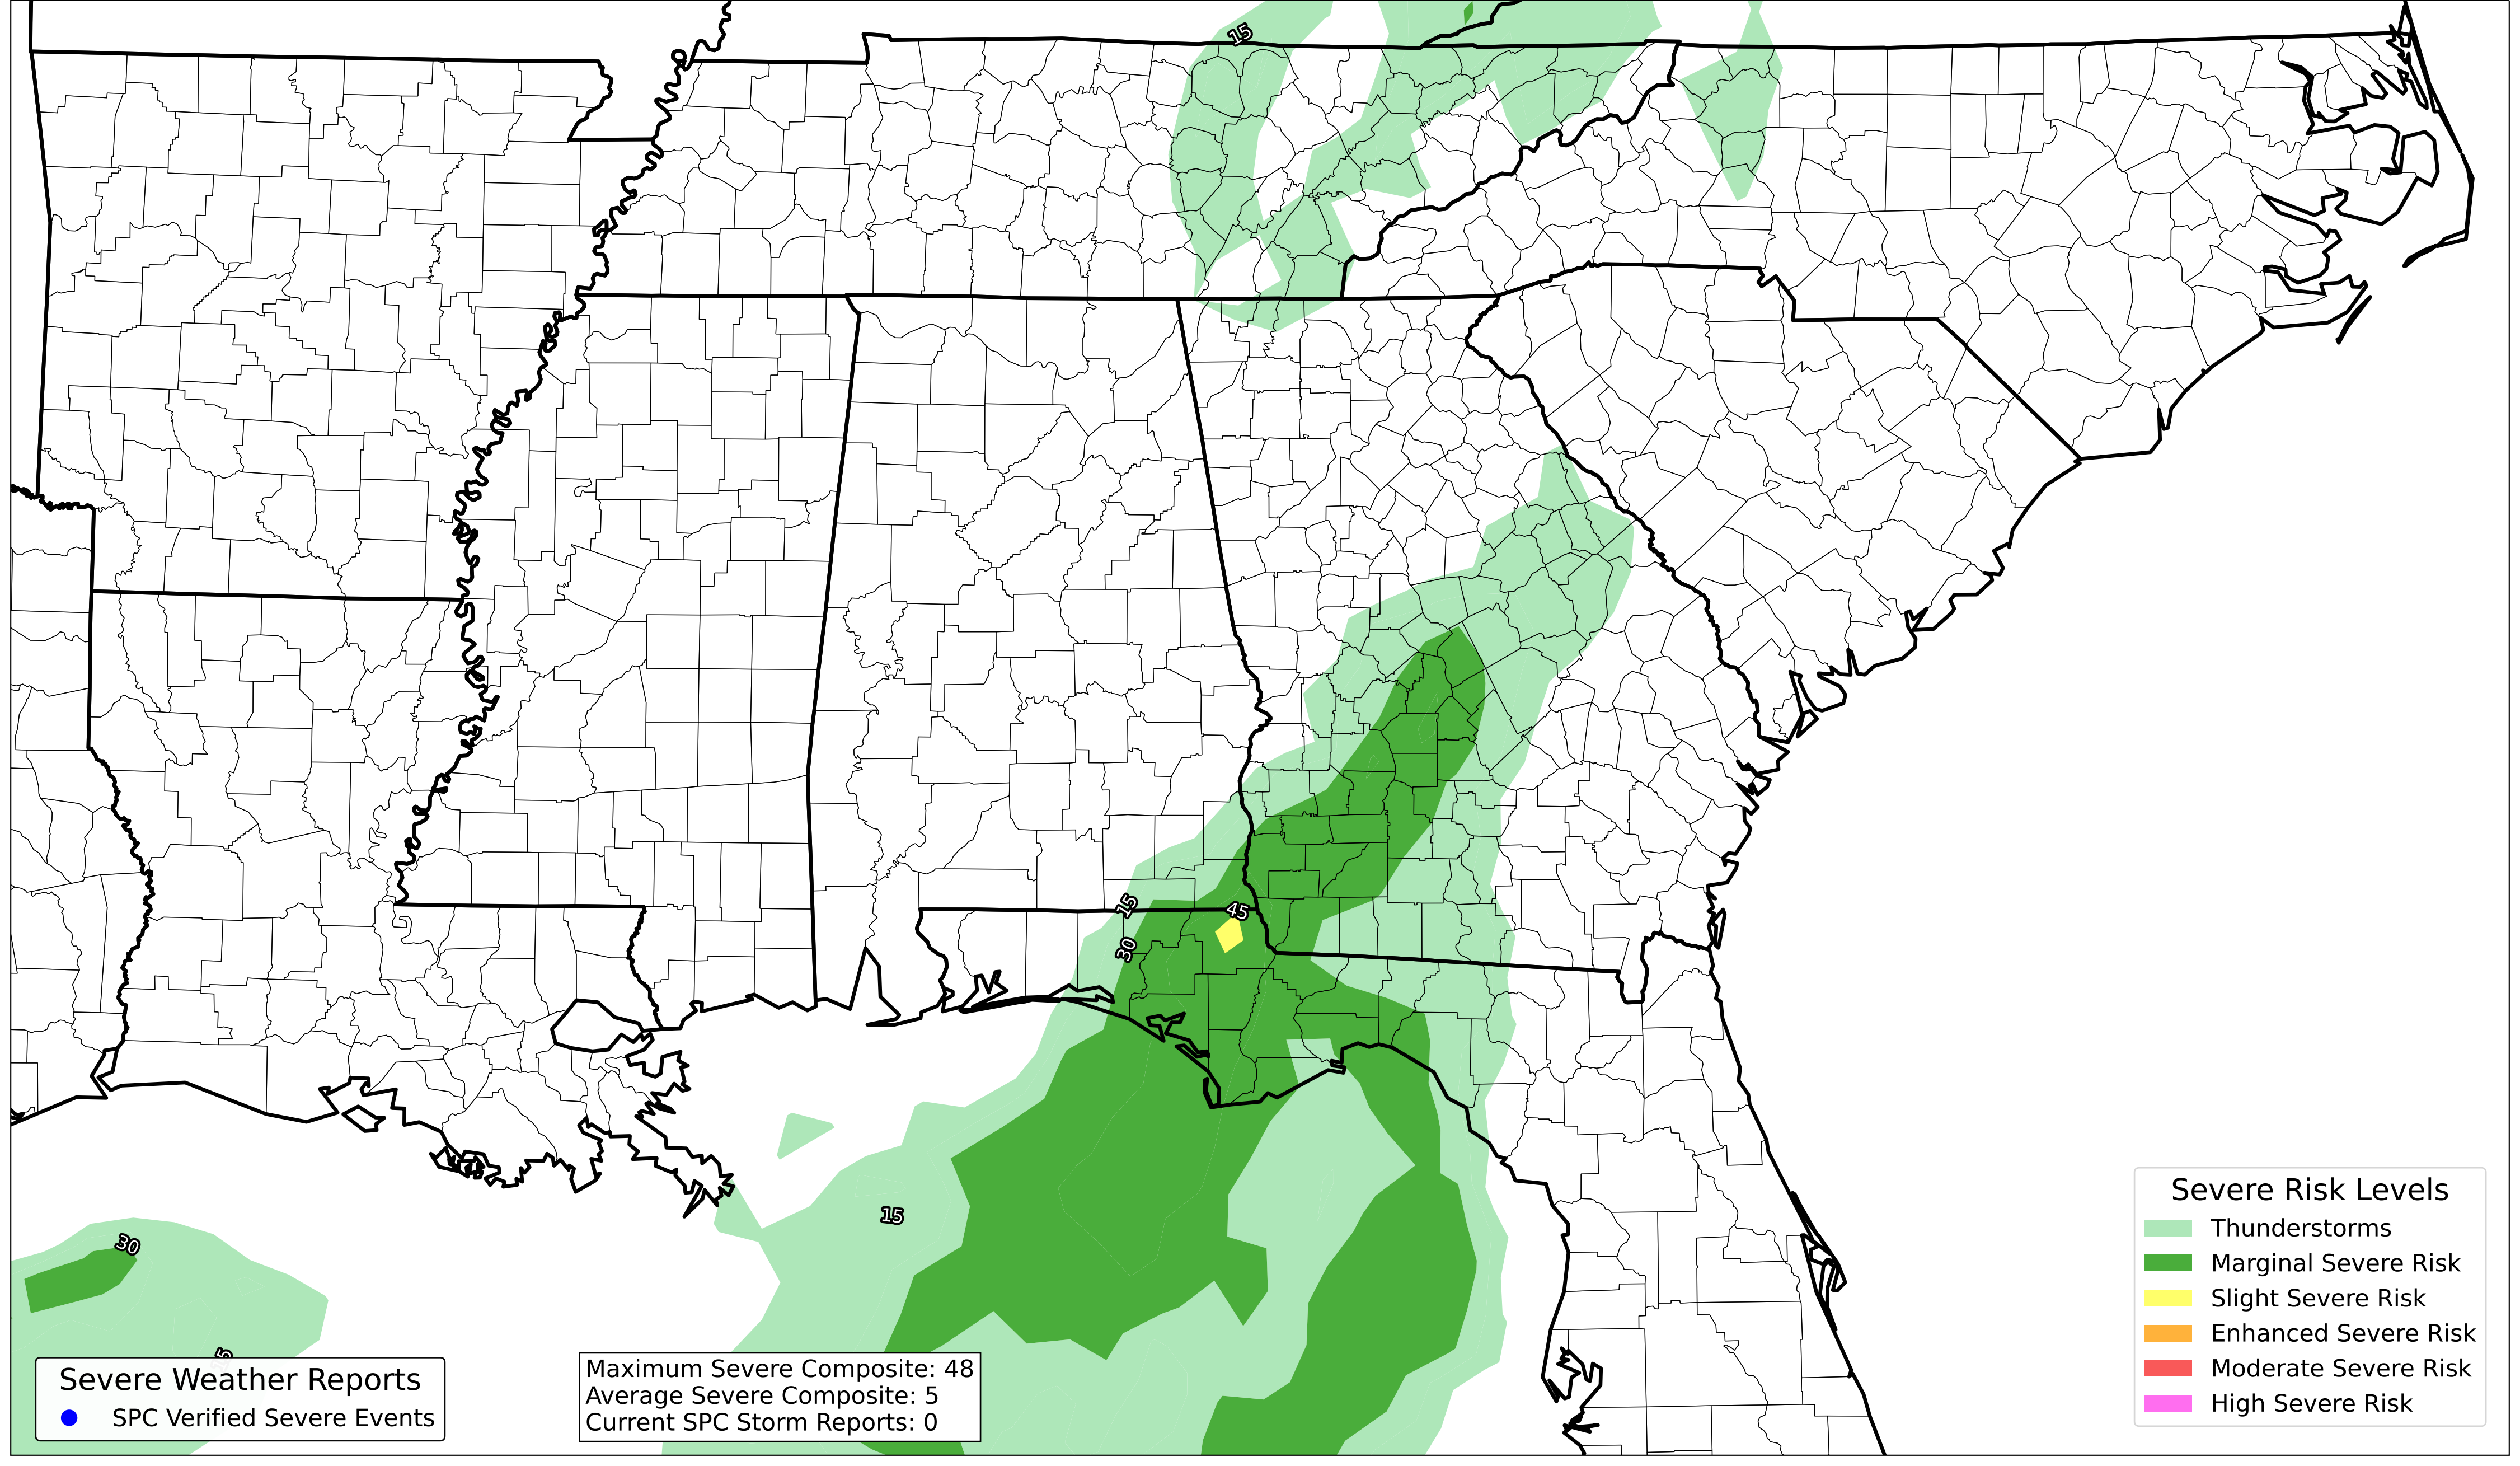 15
15
45
30
15
30
15
Severe Weather Reports
SPC Verified Severe Events
Maximum Severe Composite: 48
Average Severe Composite: 5
Current SPC Storm Reports: 0
Severe Risk Levels
Thunderstorms
Marginal Severe Risk
Slight Severe Risk
Enhanced Severe Risk
Moderate Severe Risk
High Severe Risk